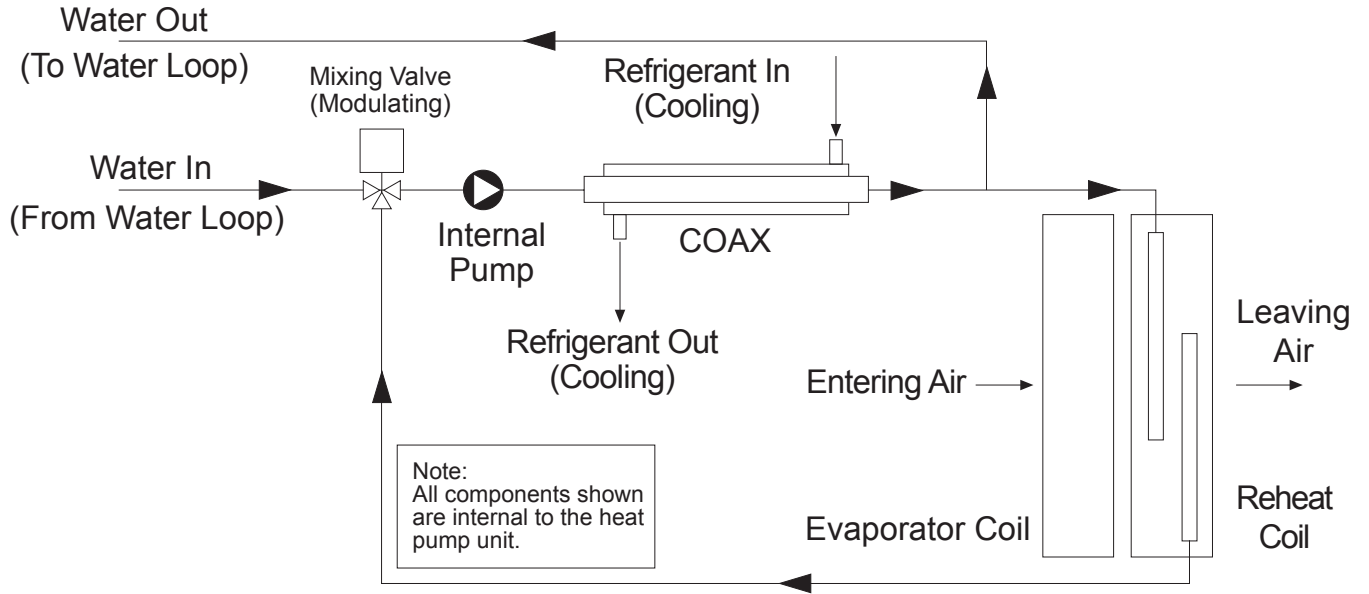 Water Out
(To Water Loop)
Mixing Valve
(Modulating)
Refrigerant In
(Cooling)
Water In
(From Water Loop)
Internal
Pump
COAX
Refrigerant Out
(Cooling)
Entering Air
Leaving
Air
Note:
All components shown
are internal to the heat
pump unit.
Evaporator Coil
Reheat
Coil